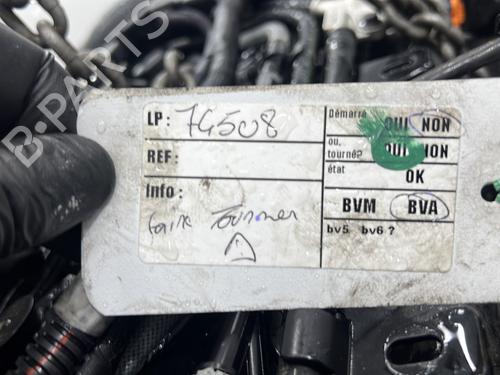 B-PARTS
LP: 74508
REF:
Info:
Faire Tourner
Démarré OUI NON
ou,
tourné? OUI NON
état
OK
BVM BVA
bv5 bv6 ?